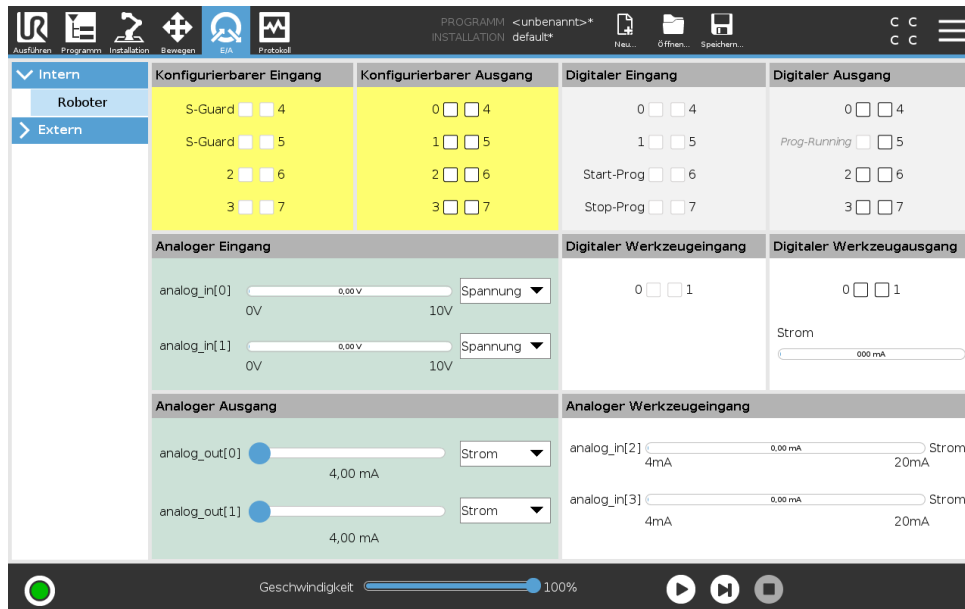 PROGRAMM <unbenannt>*
INSTALLATION default*
Ausführen Programm Installation Bewegen E/A Protokoll
Neu... Öffnen... Speichern...
C C
C C
Intern
Roboter
Extern
Konfigurierbarer Eingang
S-Guard 4
S-Guard 5
2 6
3 7
Konfigurierbarer Ausgang
0 4
1 5
2 6
3 7
Digitaler Eingang
0 4
1 5
Start-Prog 6
Stop-Prog 7
Digitaler Ausgang
0 4
Prog-Running 5
2 6
3 7
Analoger Eingang
analog_in[0] 0,00 V Spannung
0V 10V
analog_in[1] 0,00 V Spannung
0V 10V
Digitaler Werkzeugeingang
0 1
Digitaler Werkzeugausgang
0 1
Strom
000 mA
Analoger Ausgang
analog_out[0] Strom
4,00 mA
analog_out[1] Strom
4,00 mA
Analoger Werkzeugeingang
analog_in[2] 0,00 mA Strom
4mA 20mA
analog_in[3] 0,00 mA Strom
4mA 20mA
Geschwindigkeit 100%